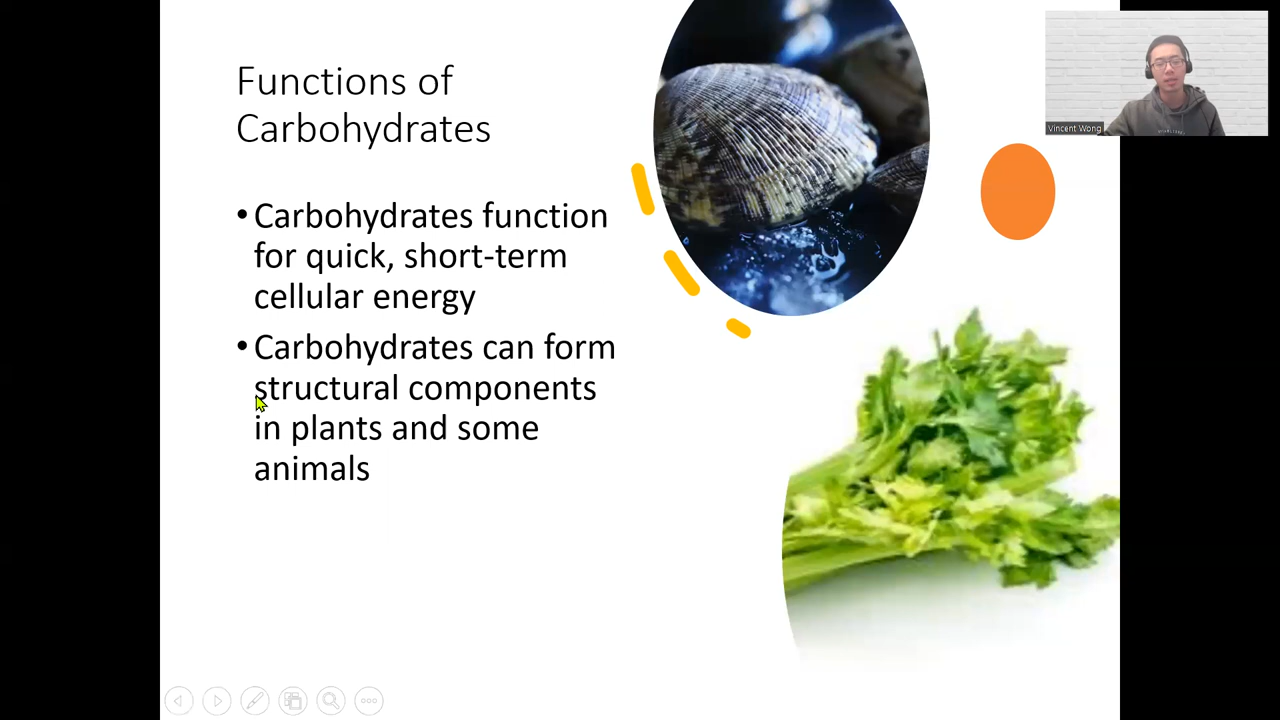 Functions of
Carbohydrates
• Carbohydrates function
for quick, short-term
cellular energy
• Carbohydrates can form
structural components
in plants and some
animals
Vincent Wong